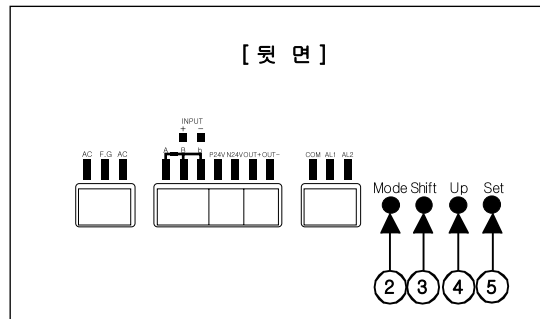 [ 뒷 면 ]
INPUT
+ −
A B b
AC F.G AC P24V N24V OUT+ OUT− COM AL1 AL2
Mode Shift Up Set
2 3 4 5